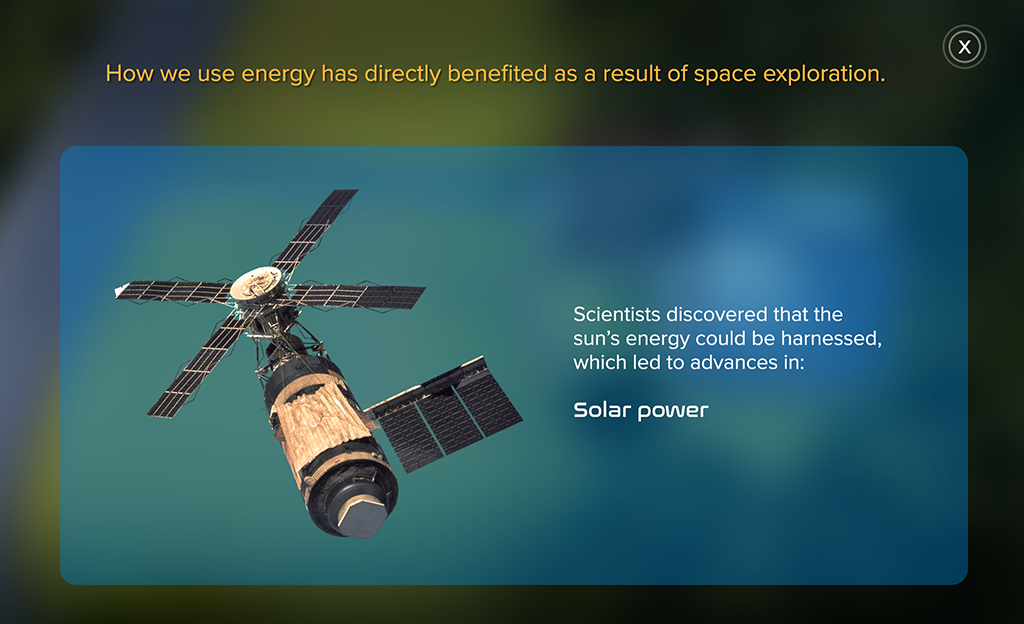 X
How we use energy has directly benefited as a result of space exploration.
Scientists discovered that the
sun’s energy could be harnessed,
which led to advances in:
Solar power